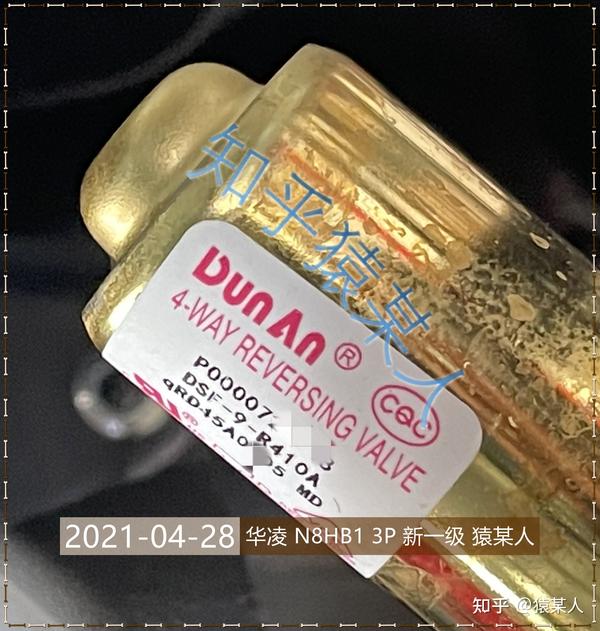 知乎猿某人
DunAn®
4-WAY REVERSING VALVE
CQC
P00007
DSF-9-R410A
2021-04-28 华凌 N8HB1 3P 新一级 猿某人
知乎 @猿某人